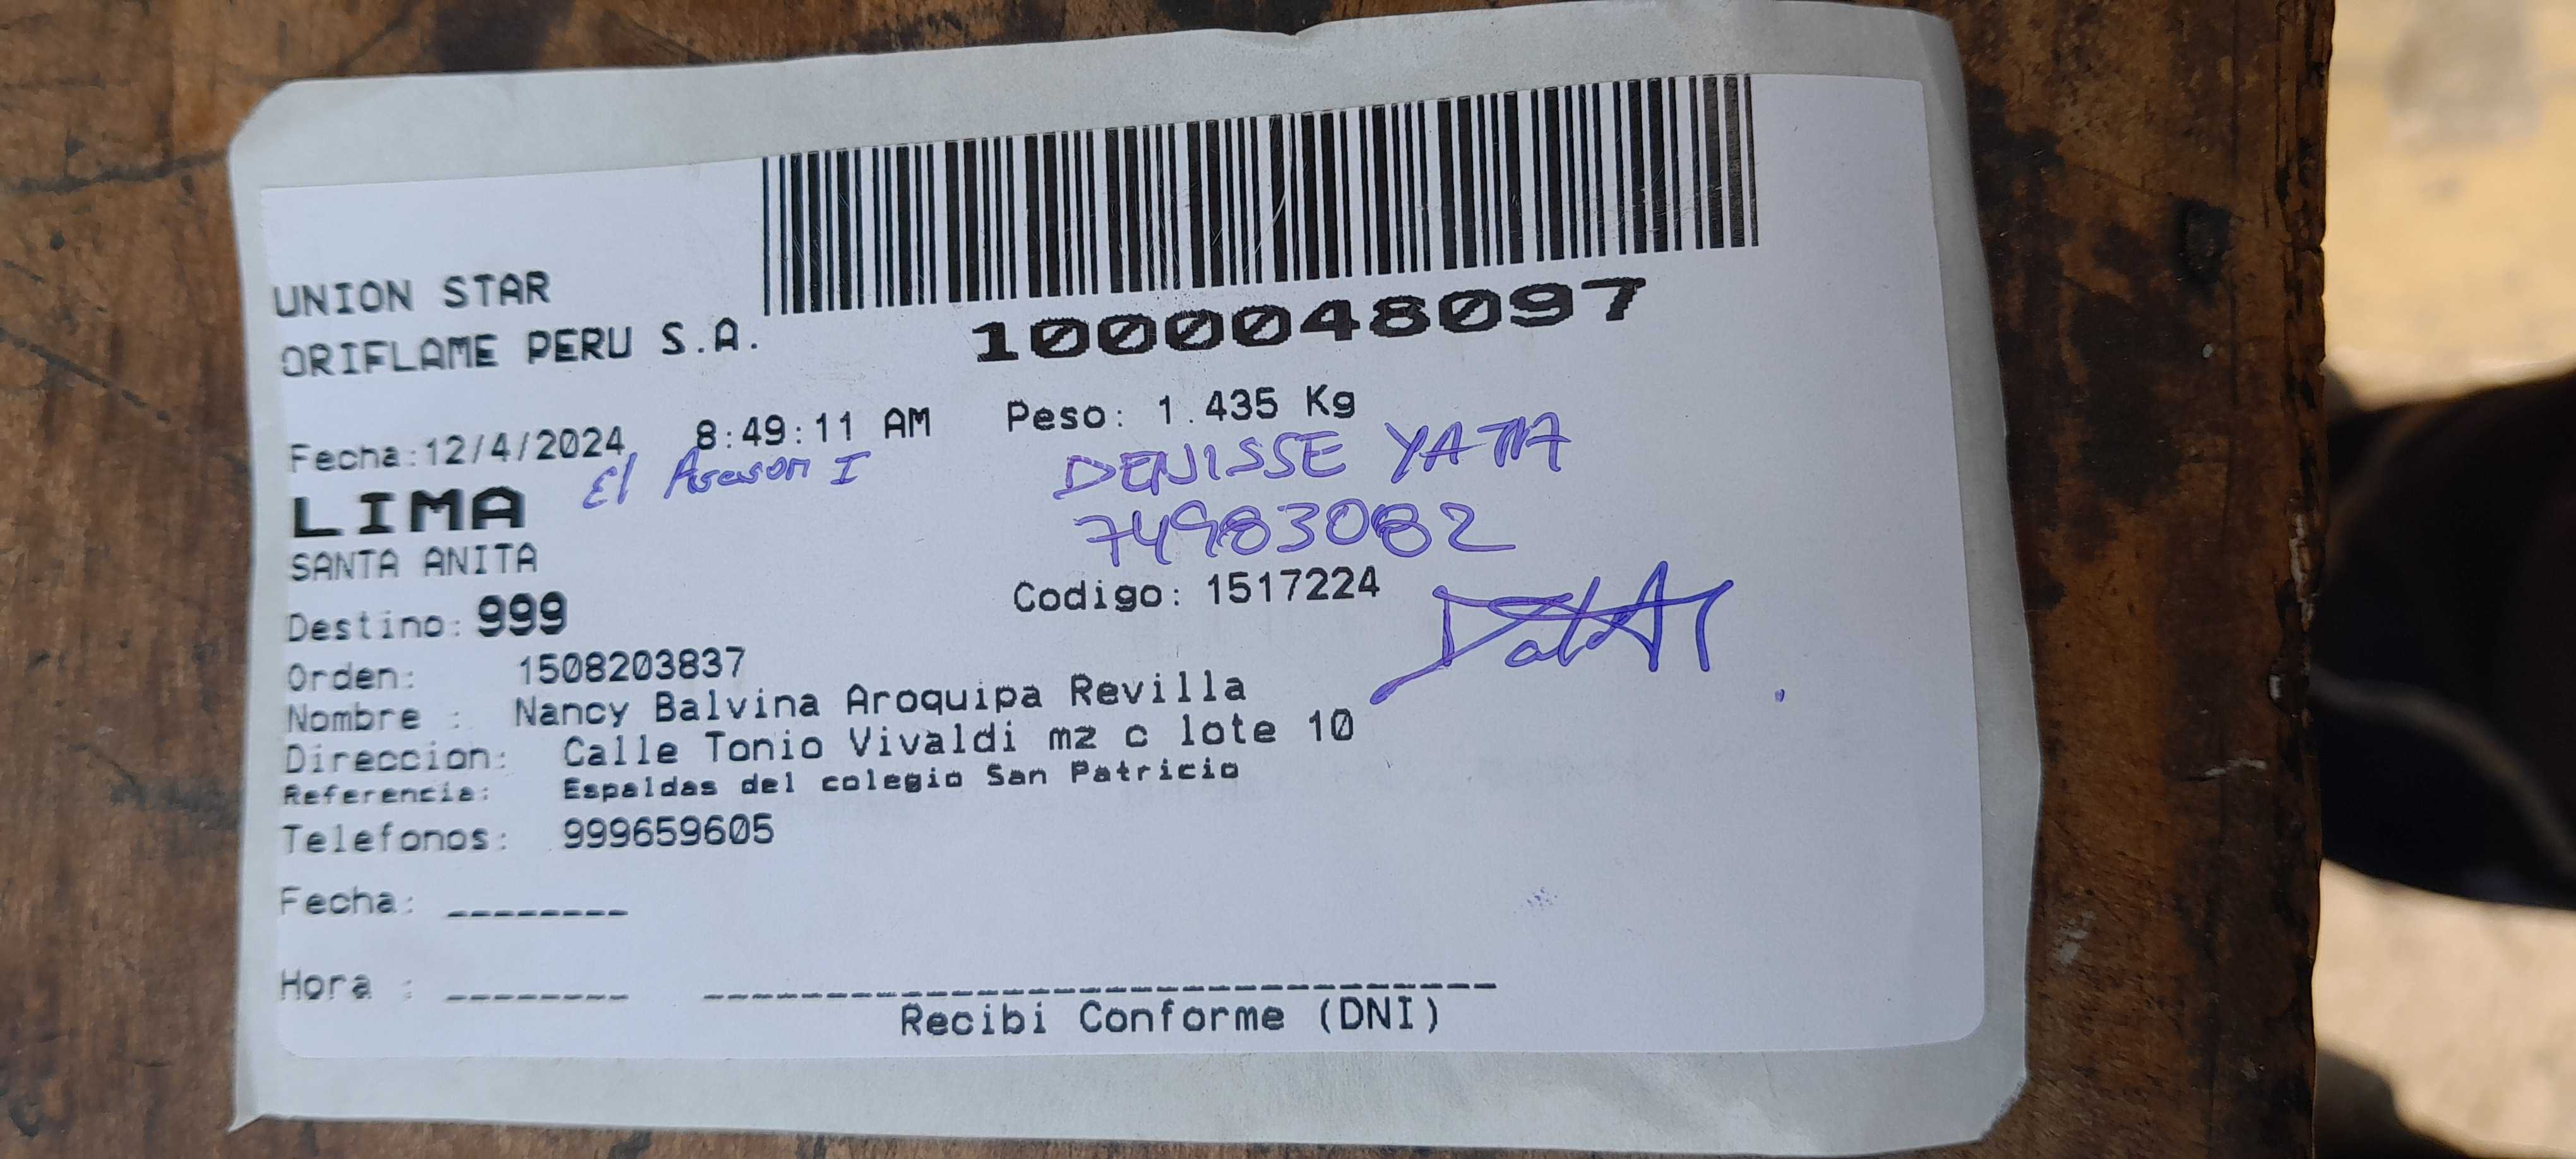 UNION STAR
ORIFLAME PERU S.A.
1000048097
Fecha:12/4/2024 8:49:11 AM Peso: 1.435 Kg
El Asesor I
DENISSE YATA
LIMA
74983082
SANTA ANITA
Destino: 999
Codigo: 1517224
Orden: 1508203837
Nombre : Nancy Balvina Aroquipa Revilla
Direccion: Calle Tonio Vivaldi mz c lote 10
Referencia: Espaldas del colegio San Patricio
Telefonos: 999659605
Fecha: ________
Hora : ________
Recibi Conforme (DNI)